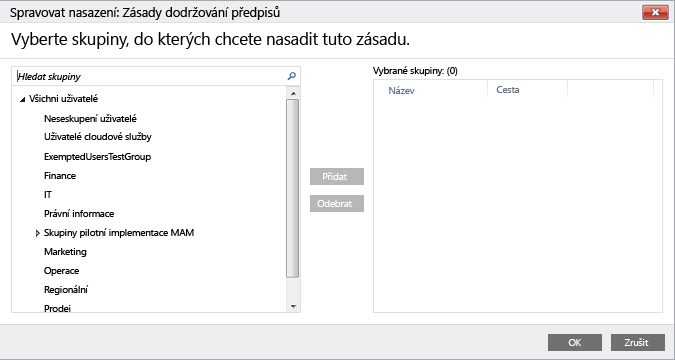 Spravovat nasazení: Zásady dodržování předpisů
Vyberte skupiny, do kterých chcete nasadit tuto zásadu.
Hledat skupiny
Všichni uživatelé
Neseskupení uživatelé
Uživatelé cloudové služby
ExemptedUsersTestGroup
Finance
IT
Právní informace
Skupiny pilotní implementace MAM
Marketing
Operace
Regionální
Prodej
Přidat
Odebrat
Vybrané skupiny: (0)
Název Cesta
OK Zrušit